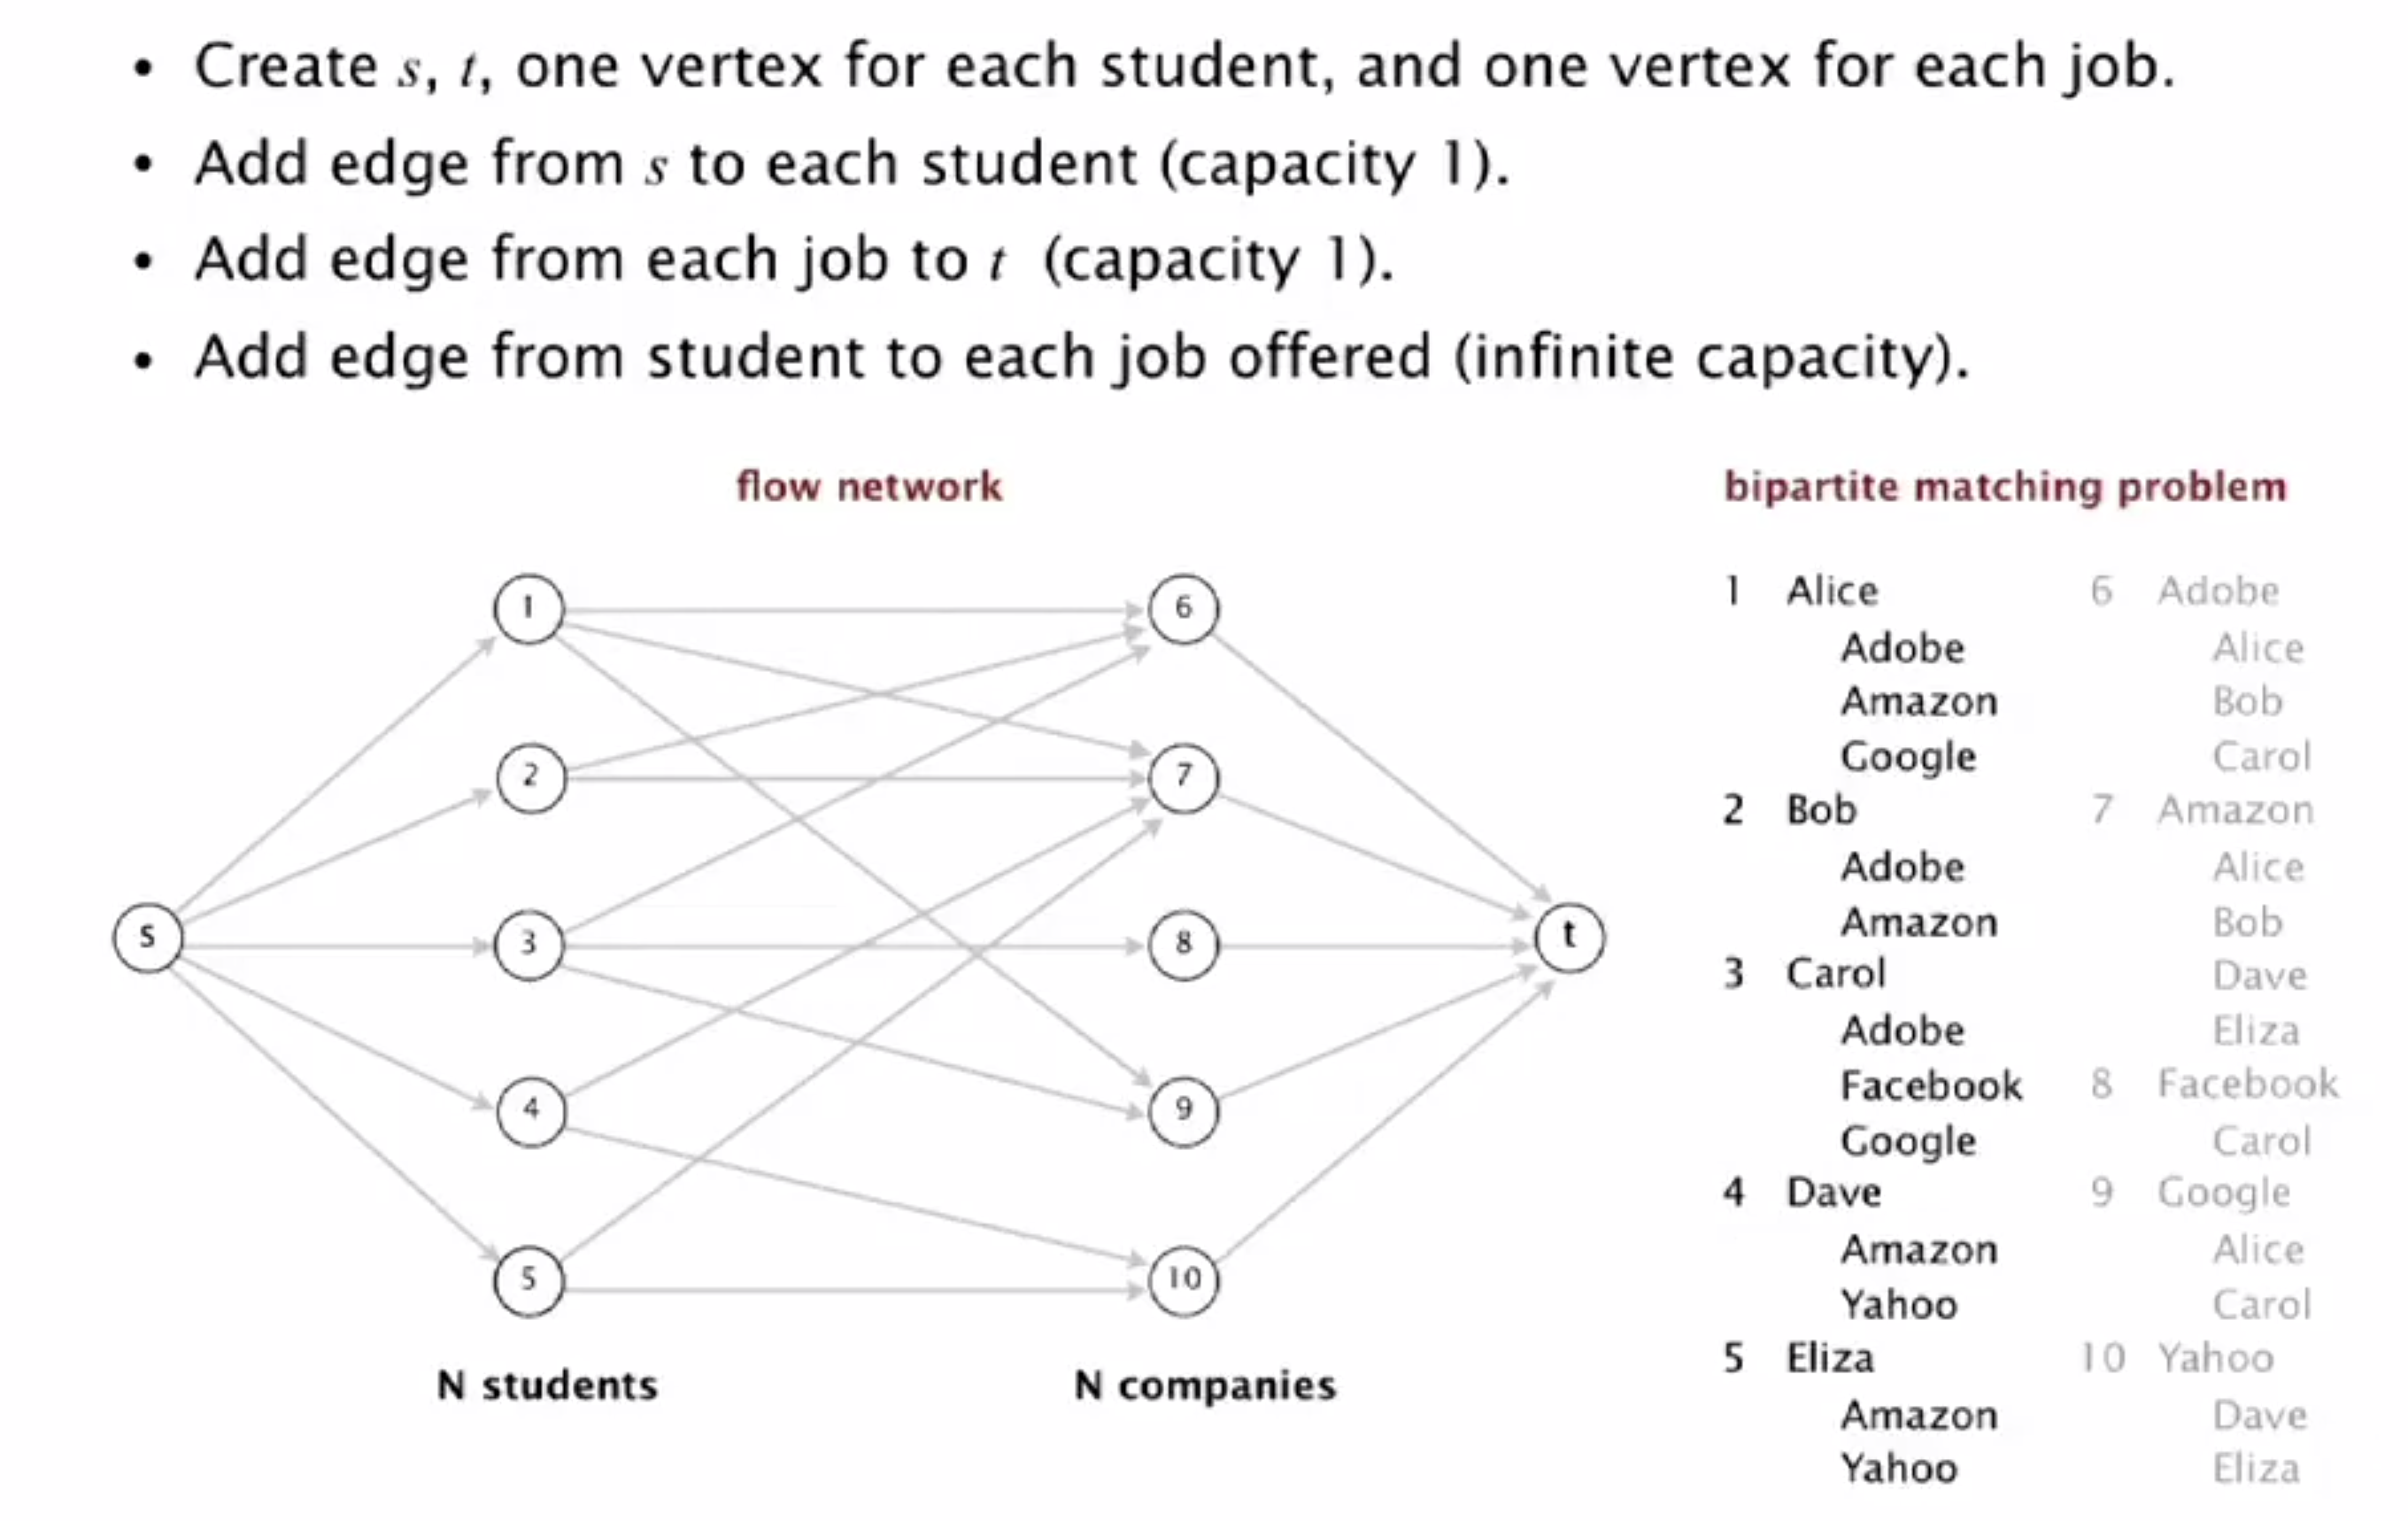 • Create s, t, one vertex for each student, and one vertex for each job.
• Add edge from s to each student (capacity 1).
• Add edge from each job to t (capacity 1).
• Add edge from student to each job offered (infinite capacity).
flow network
1
6
2
7
s
3
8
t
4
9
5
10
N students
N companies
bipartite matching problem
1 Alice
Adobe
Amazon
Google
2 Bob
Adobe
Amazon
3 Carol
Adobe
Facebook
Google
4 Dave
Amazon
Yahoo
5 Eliza
Amazon
Yahoo
6 Adobe
Alice
Bob
Carol
7 Amazon
Alice
Bob
Dave
Eliza
8 Facebook
Carol
9 Google
Alice
Carol
10 Yahoo
Dave
Eliza